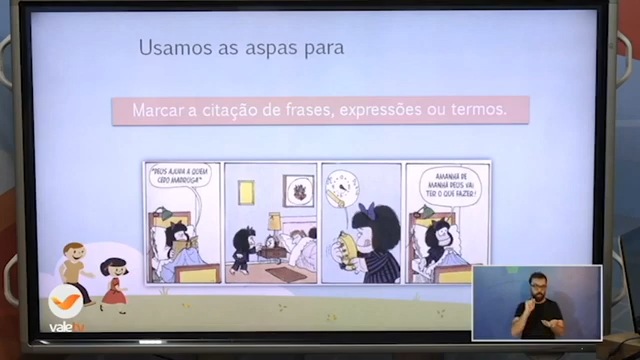 Usamos as aspas para
Marcar a citação de frases, expressões ou termos.
"DEUS AJUDA A QUEM
CEDO MADRUGA"
AMANHÃ DE
MANHÃ DEUS VAI
TER O QUE FAZER!
vale tv